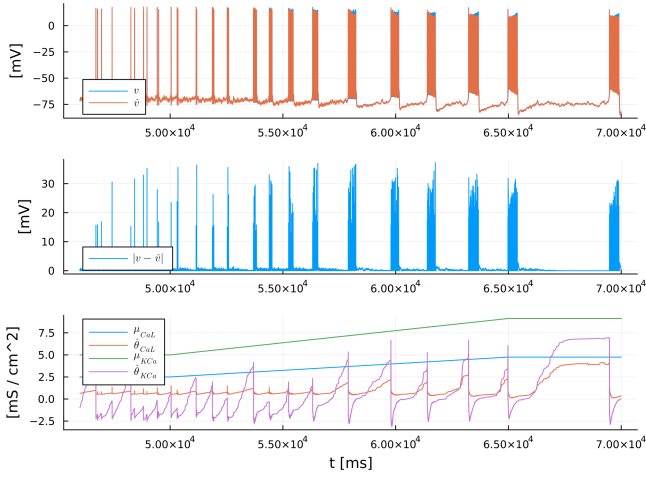 0
−25
−50
−75
[mV]
v
v̂
5.00×10⁴
5.50×10⁴
6.00×10⁴
6.50×10⁴
7.00×10⁴
30
20
10
0
[mV]
|v − v̂|
5.00×10⁴
5.50×10⁴
6.00×10⁴
6.50×10⁴
7.00×10⁴
7.5
5.0
2.5
0.0
−2.5
[mS / cm^2]
μ_CaL
θ̂_CaL
μ_KCa
θ̂_KCa
5.00×10⁴
5.50×10⁴
6.00×10⁴
6.50×10⁴
7.00×10⁴
t [ms]